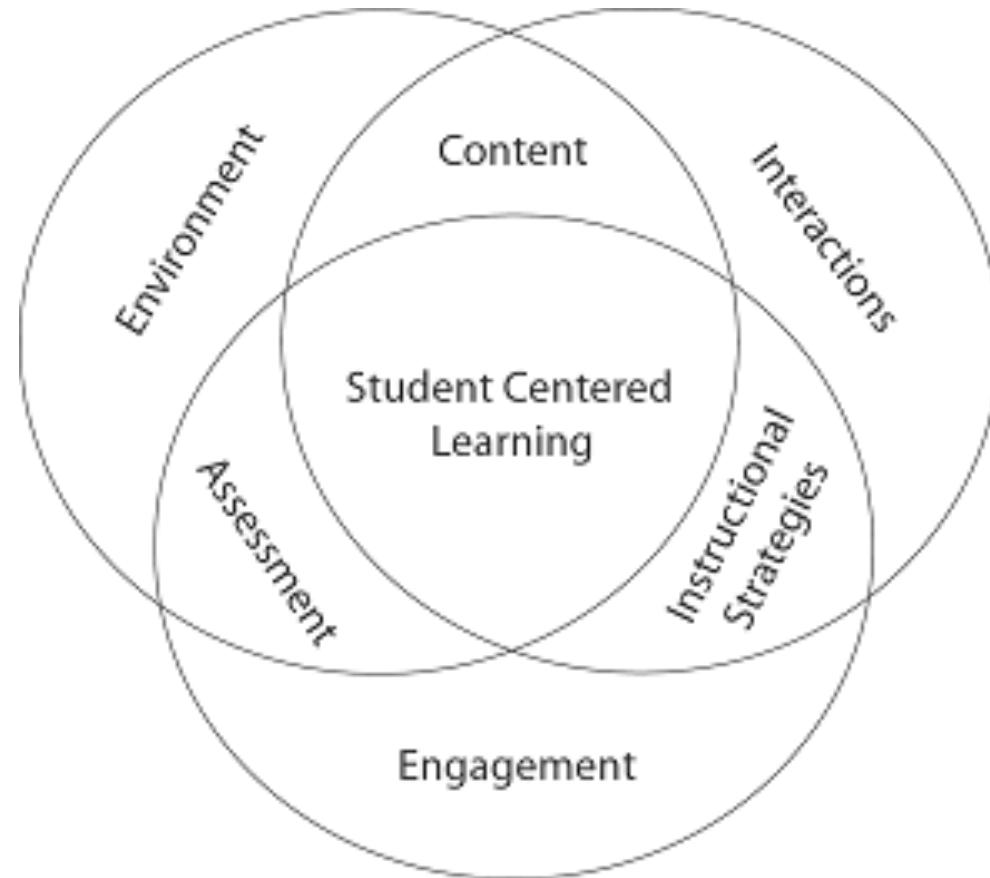 Content
Environment
Interactions
Student Centered
Learning
Assessment
Instructional
Strategies
Engagement